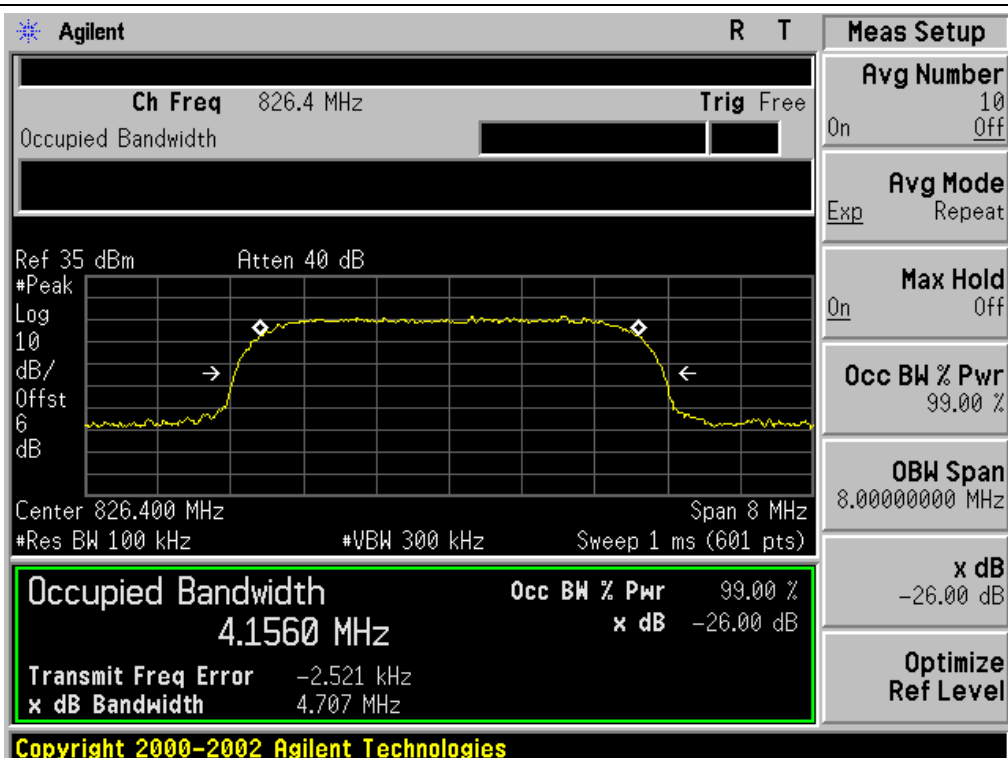 Agilent R T
Ch Freq 826.4 MHz Trig Free
Occupied Bandwidth
Ref 35 dBm Atten 40 dB
#Peak
Log
10
dB/
Offst
6
dB
Center 826.400 MHz Span 8 MHz
#Res BW 100 kHz #VBW 300 kHz Sweep 1 ms (601 pts)
Occupied Bandwidth
4.1560 MHz
Occ BW % Pwr 99.00 %
x dB -26.00 dB
Transmit Freq Error -2.521 kHz
x dB Bandwidth 4.707 MHz
Copyright 2000-2002 Agilent Technologies
Meas Setup
Avg Number
10
On Off
Avg Mode
Exp Repeat
Max Hold
On Off
Occ BW % Pwr
99.00 %
OBW Span
8.00000000 MHz
x dB
-26.00 dB
Optimize
Ref Level